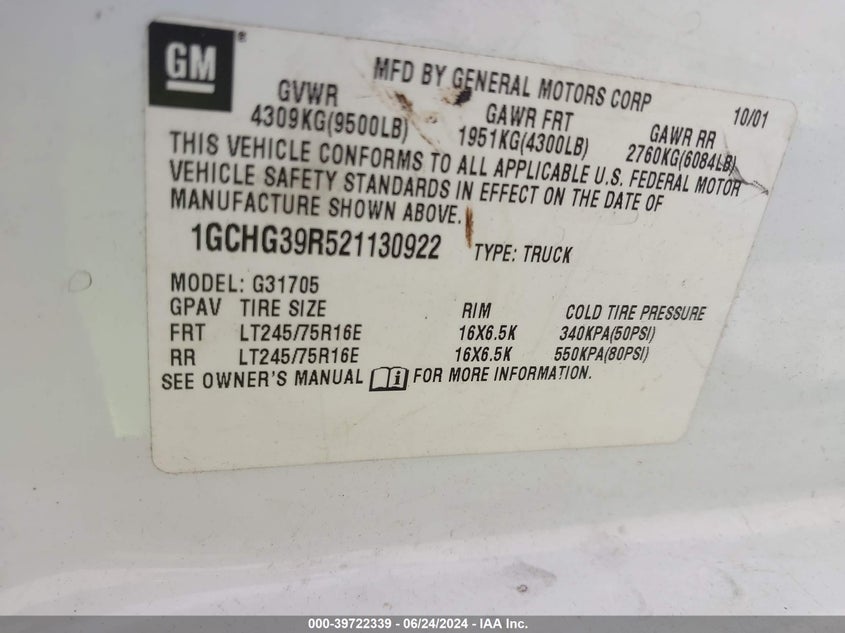 GM ®
MFD BY GENERAL MOTORS CORP 10/01
GVWR GAWR FRT GAWR RR
4309KG(9500LB) 1951KG(4300LB) 2760KG(6084LB)
THIS VEHICLE CONFORMS TO ALL APPLICABLE U.S. FEDERAL MOTOR
VEHICLE SAFETY STANDARDS IN EFFECT ON THE DATE OF
MANUFACTURE SHOWN ABOVE.
1GCHG39R521130922 TYPE: TRUCK
MODEL: G31705
GPAV TIRE SIZE RIM COLD TIRE PRESSURE
FRT LT245/75R16E 16X6.5K 340KPA(50PSI)
RR LT245/75R16E 16X6.5K 550KPA(80PSI)
SEE OWNER'S MANUAL i FOR MORE INFORMATION.
000-39722339 / 06/24/2024 - IAA Inc.